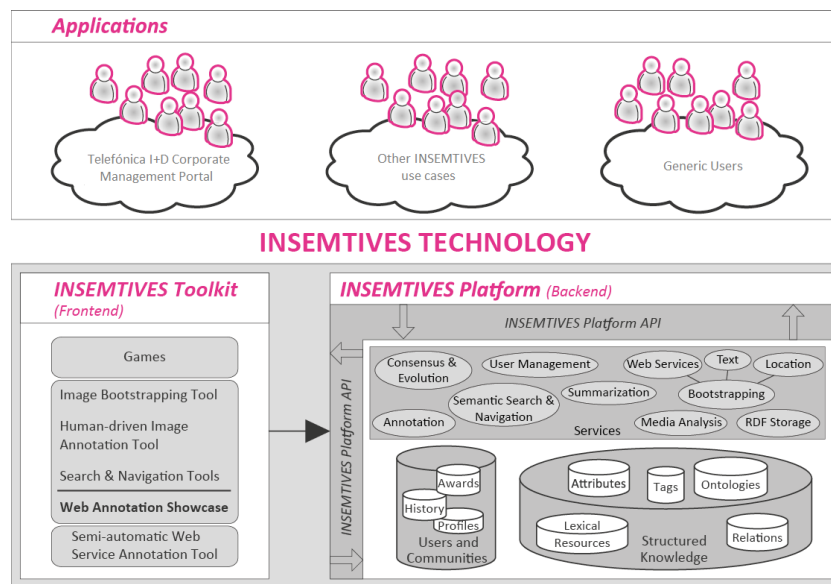 Applications
Telefónica I+D Corporate
Management Portal
Other INSEMTIVES
use cases
Generic Users
INSEMTIVES TECHNOLOGY
INSEMTIVES Toolkit
(Frontend)
Games
Image Bootstrapping Tool
Human-driven Image
Annotation Tool
Search & Navigation Tools
Web Annotation Showcase
Semi-automatic Web
Service Annotation Tool
INSEMTIVES Platform (Backend)
INSEMTIVES Platform API
INSEMTIVES Platform API
Consensus &
Evolution
User Management
Web Services
Text
Location
Semantic Search &
Navigation
Summarization
Bootstrapping
Annotation
Media Analysis
RDF Storage
Services
Awards
History
Profiles
Users and
Communities
Attributes
Tags
Ontologies
Lexical
Resources
Structured
Knowledge
Relations